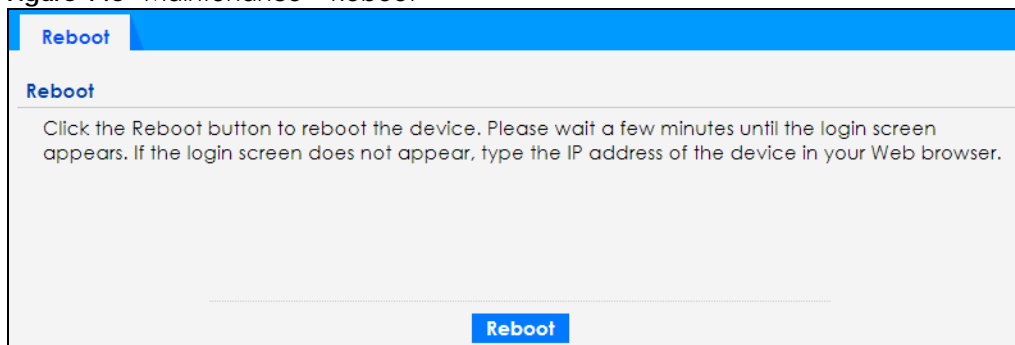 Reboot
Reboot
Click the Reboot button to reboot the device. Please wait a few minutes until the login screen
appears. If the login screen does not appear, type the IP address of the device in your Web browser.
Reboot